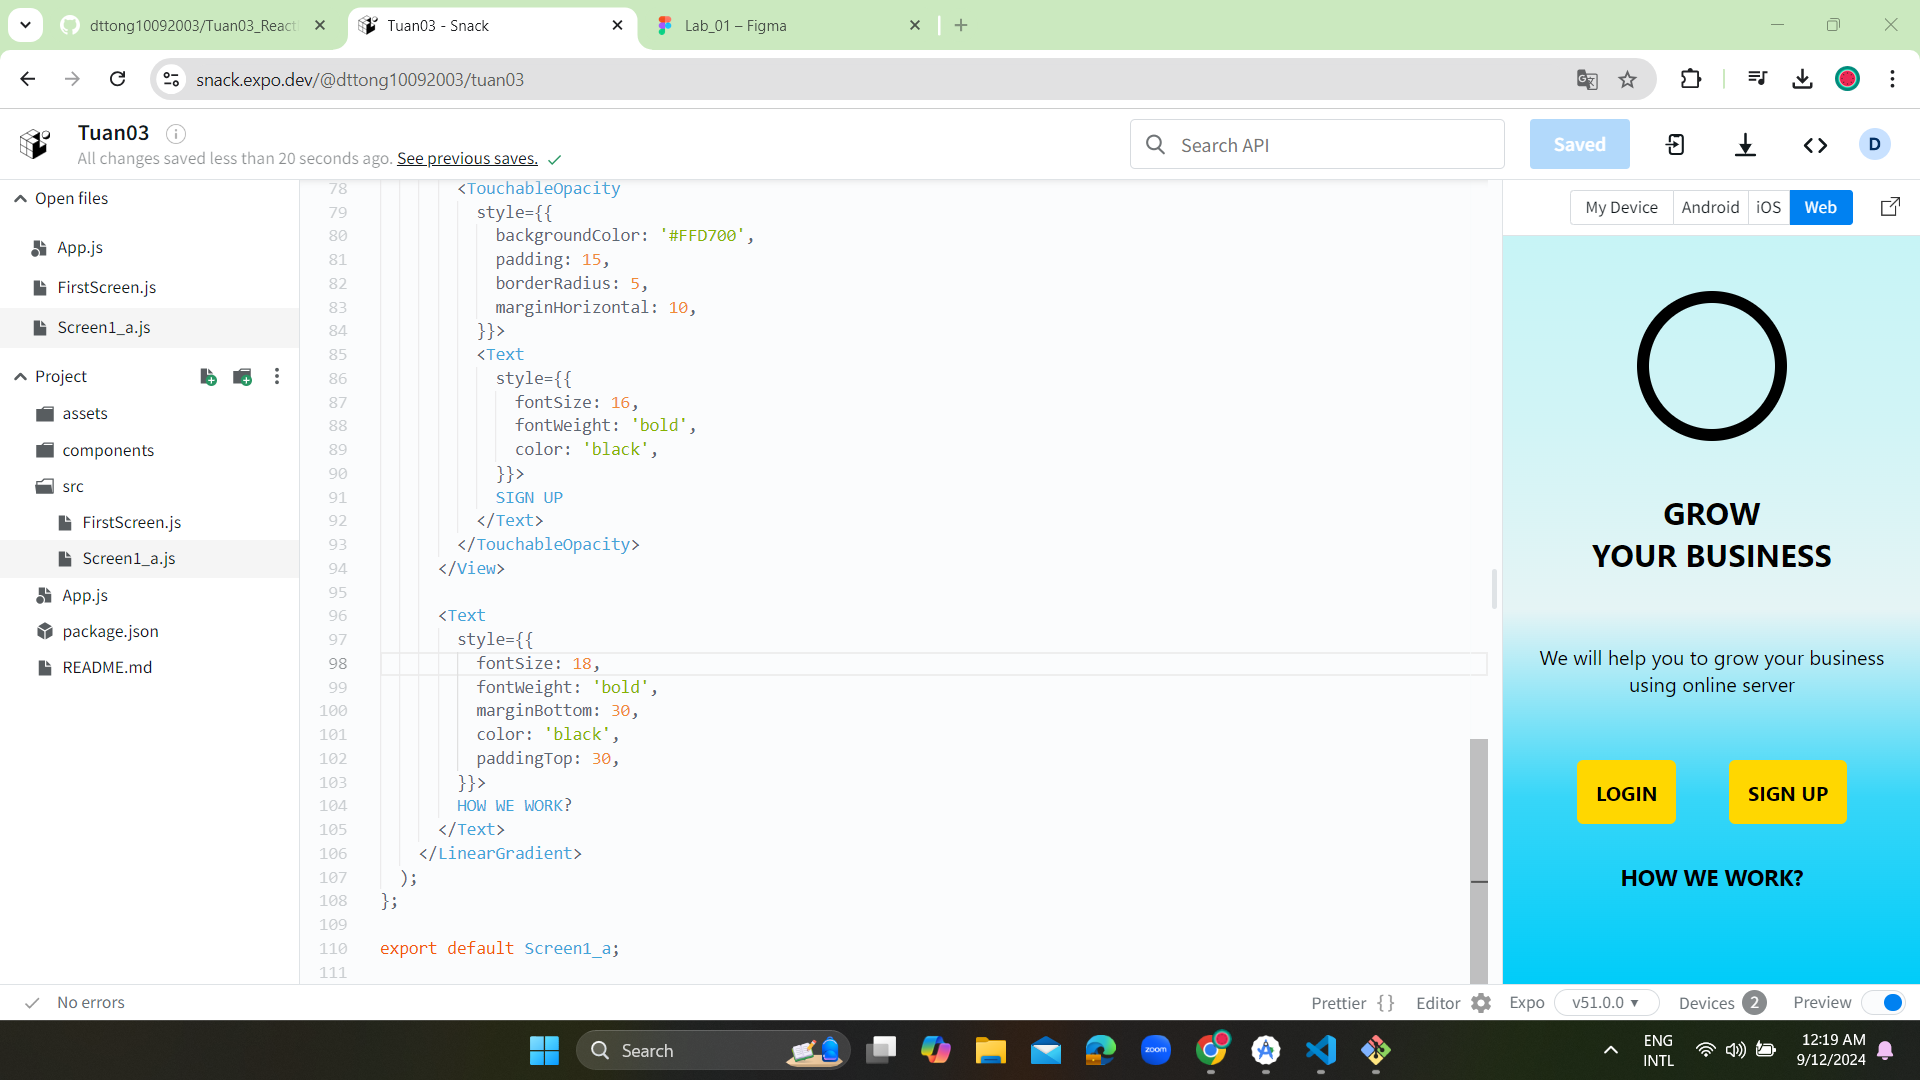 dttong10092003/Tuan03_React
Tuan03 - Snack
Lab_01 – Figma
snack.expo.dev/@dttong10092003/tuan03
Tuan03
All changes saved less than 20 seconds ago. See previous saves.
Search API
Saved
D
Open files
App.js
FirstScreen.js
Screen1_a.js
Project
assets
components
src
FirstScreen.js
Screen1_a.js
App.js
package.json
README.md
78 <TouchableOpacity
79 style={{
80 backgroundColor: '#FFD700',
81 padding: 15,
82 borderRadius: 5,
83 marginHorizontal: 10,
84 }}>
85 <Text
86 style={{
87 fontSize: 16,
88 fontWeight: 'bold',
89 color: 'black',
90 }}>
91 SIGN UP
92 </Text>
93 </TouchableOpacity>
94 </View>
95
96 <Text
97 style={{
98 fontSize: 18,
99 fontWeight: 'bold',
100 marginBottom: 30,
101 color: 'black',
102 paddingTop: 30,
103 }}>
104 HOW WE WORK?
105 </Text>
106 </LinearGradient>
107 );
108 };
109
110 export default Screen1_a;
111
My Device
Android
iOS
Web
GROW
YOUR BUSINESS
We will help you to grow your business
using online server
LOGIN
SIGN UP
HOW WE WORK?
No errors
Prettier {}
Editor
Expo
v51.0.0
Devices 2
Preview
Search
zoom
ENG
INTL
12:19 AM
9/12/2024